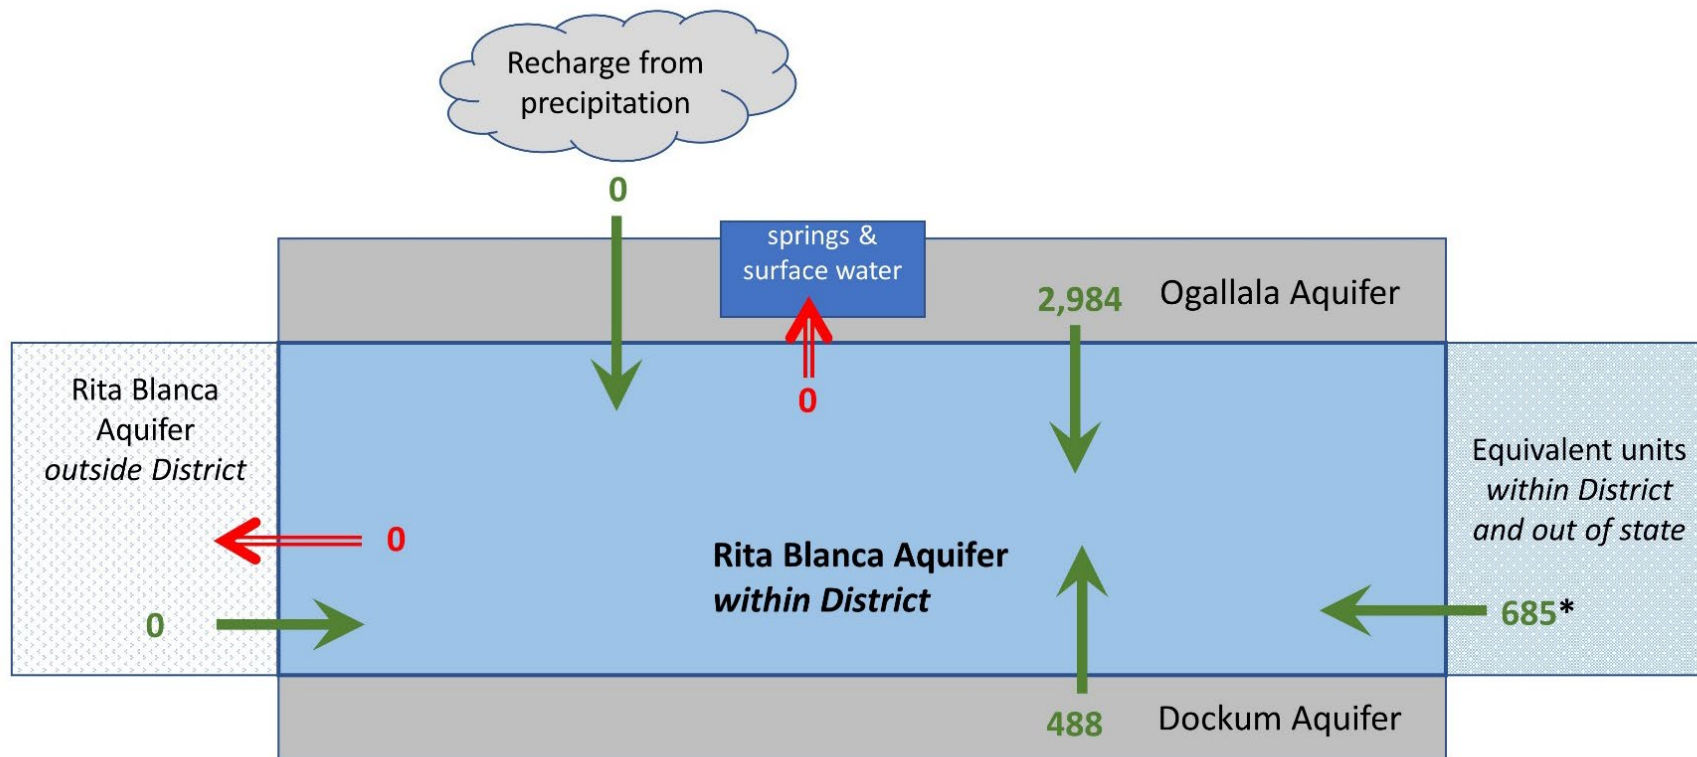 Recharge from
precipitation
0
springs &
surface water
2,984
Ogallala Aquifer
Rita Blanca
Aquifer
outside District
0
0
0
Rita Blanca Aquifer
within District
Equivalent units
within District
and out of state
685*
488
Dockum Aquifer